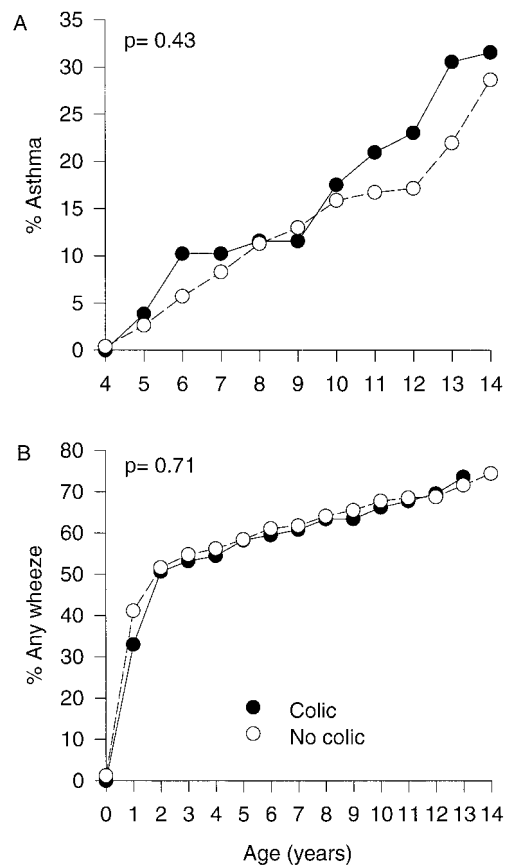 A
p= 0.43
% Asthma
35
30
25
20
15
10
5
0
4 5 6 7 8 9 10 11 12 13 14
B
p= 0.71
% Any wheeze
80
70
60
50
40
30
20
10
0
Colic
No colic
0 1 2 3 4 5 6 7 8 9 10 11 12 13 14
Age (years)